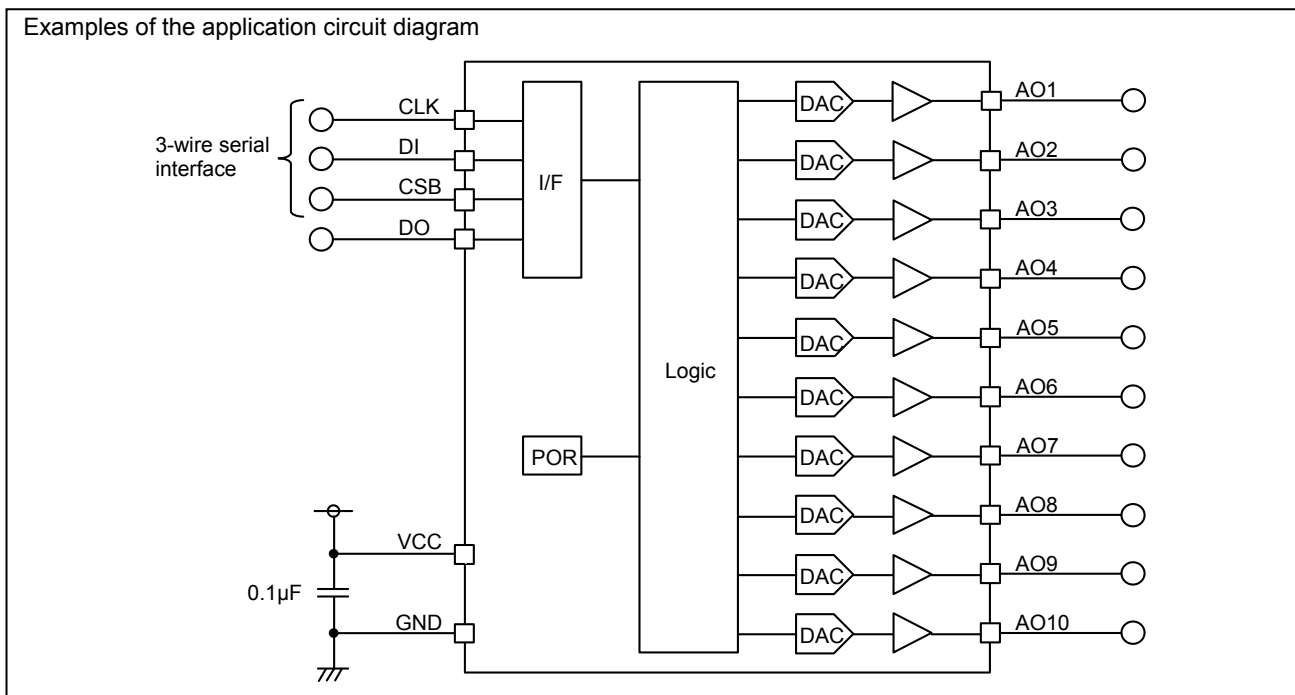 Examples of the application circuit diagram
3-wire serial
interface
CLK
DI
CSB
DO
I/F
Logic
POR
VCC
0.1µF
GND
DAC
AO1
DAC
AO2
DAC
AO3
DAC
AO4
DAC
AO5
DAC
AO6
DAC
AO7
DAC
AO8
DAC
AO9
DAC
AO10